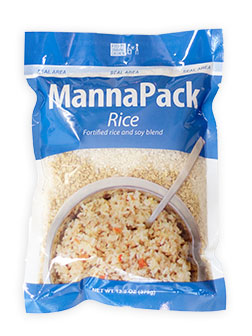 SEAL AREA SEAL AREA SEAL AREA
MannaPack®
Rice
Fortified rice and soy blend